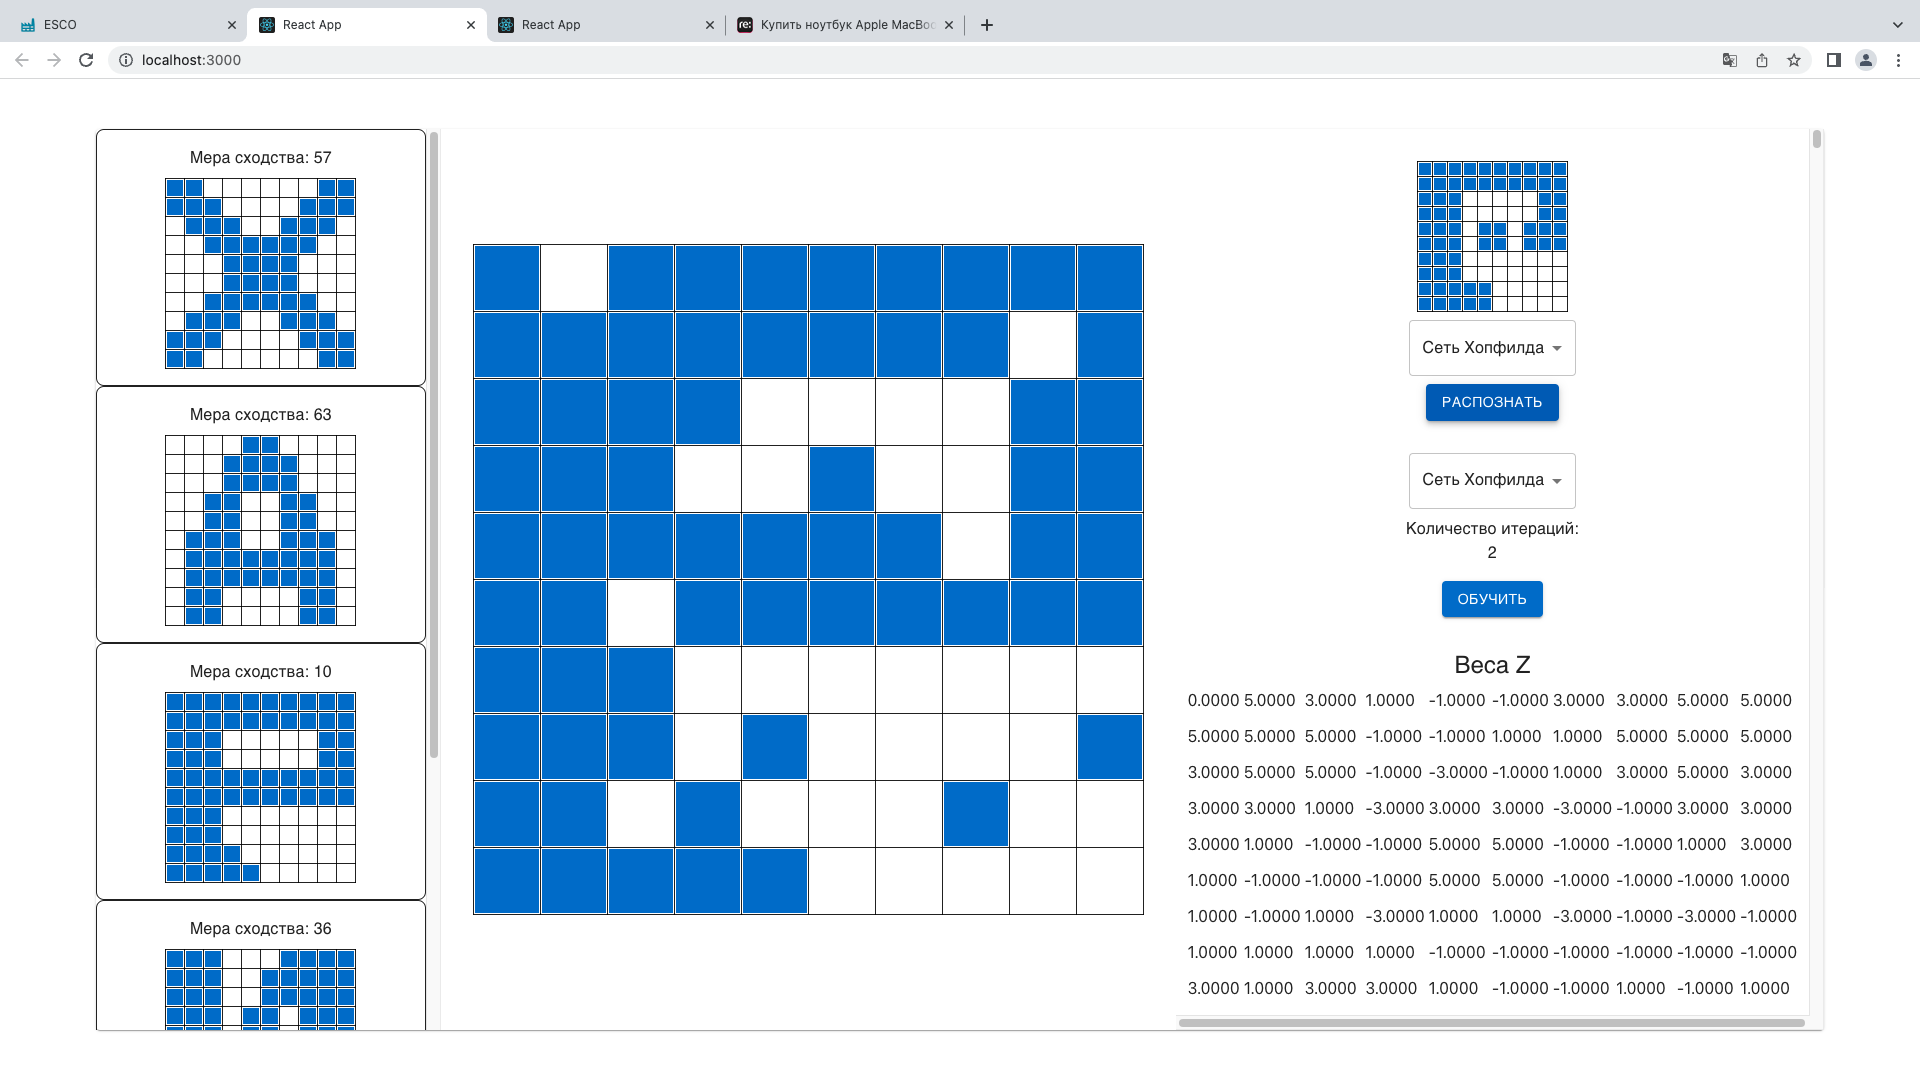 ESCO
React App
React App
re:
Купить ноутбук Apple MacBoo
localhost:3000
Мера сходства: 57
Мера сходства: 63
Мера сходства: 10
Мера сходства: 36
Сеть Хопфилда
РАСПОЗНАТЬ
Сеть Хопфилда
Количество итераций:
2
ОБУЧИТЬ
Веса Z
0.0000 5.0000 3.0000 1.0000 -1.0000 -1.0000 3.0000 3.0000 5.0000 5.0000
5.0000 5.0000 5.0000 -1.0000 -1.0000 1.0000 1.0000 5.0000 5.0000 5.0000
3.0000 5.0000 5.0000 -1.0000 -3.0000 -1.0000 1.0000 3.0000 5.0000 3.0000
3.0000 3.0000 1.0000 -3.0000 3.0000 3.0000 -3.0000 -1.0000 3.0000 3.0000
3.0000 1.0000 -1.0000 -1.0000 5.0000 5.0000 -1.0000 -1.0000 1.0000 3.0000
1.0000 -1.0000 -1.0000 -1.0000 5.0000 5.0000 -1.0000 -1.0000 -1.0000 1.0000
1.0000 -1.0000 1.0000 -3.0000 1.0000 1.0000 -3.0000 -1.0000 -3.0000 -1.0000
1.0000 1.0000 1.0000 1.0000 -1.0000 -1.0000 -1.0000 -1.0000 -1.0000 -1.0000
3.0000 1.0000 3.0000 3.0000 1.0000 -1.0000 -1.0000 1.0000 -1.0000 1.0000